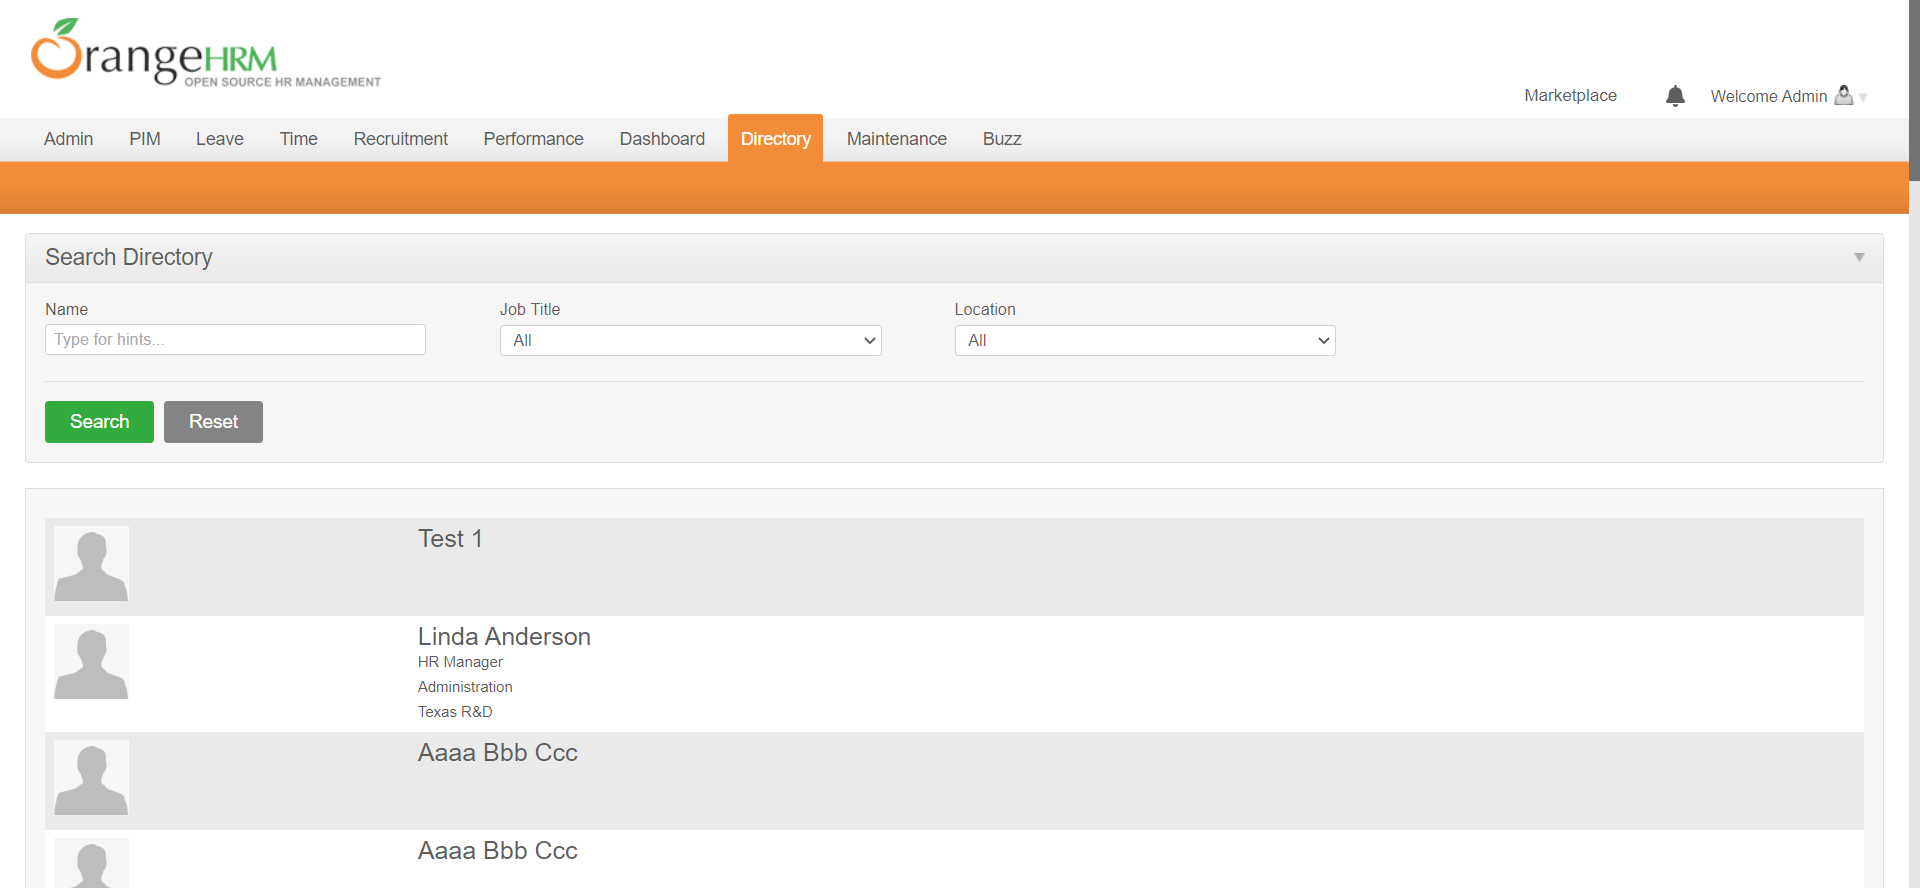 OrangeHRM
OPEN SOURCE HR MANAGEMENT
Marketplace
Welcome Admin
Admin PIM Leave Time Recruitment Performance Dashboard Directory Maintenance Buzz
Search Directory
Name Job Title Location
Type for hints... All All
Search Reset
Test 1
Linda Anderson
HR Manager
Administration
Texas R&D
Aaaa Bbb Ccc
Aaaa Bbb Ccc